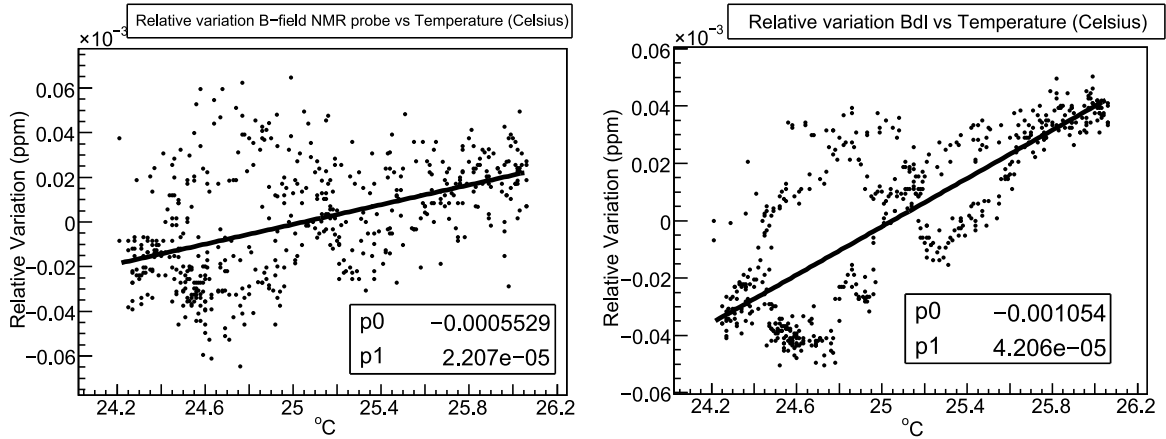 Relative variation B−field NMR probe vs Temperature (Celsius)
×10⁻³
Relative Variation (ppm)
0.06
0.04
0.02
0
−0.02
−0.04
−0.06
p0 −0.0005529
p1 2.207e−05
24.2 24.6 25 25.4 25.8 26.2
°C
Relative variation Bdl vs Temperature (Celsius)
×10⁻³
Relative Variation (ppm)
0.06
0.04
0.02
0
−0.02
−0.04
−0.06
p0 −0.001054
p1 4.206e−05
24.2 24.6 25 25.4 25.8 26.2
°C